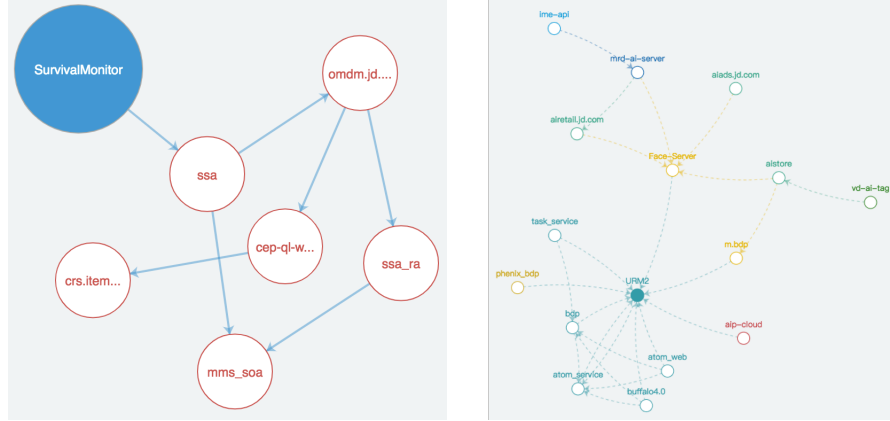 SurvivalMonitor
omdm.jd....
ssa
cep-ql-w...
ssa_ra
crs.item...
mms_soa
ime-api
mrd-ai-server
aiads.jd.com
airetail.jd.com
Face-Server
aistore
vd-ai-tag
task_service
m.bdp
phenix_bdp
URM2
bdp
aip-cloud
atom_web
atom_service
buffalo4.0